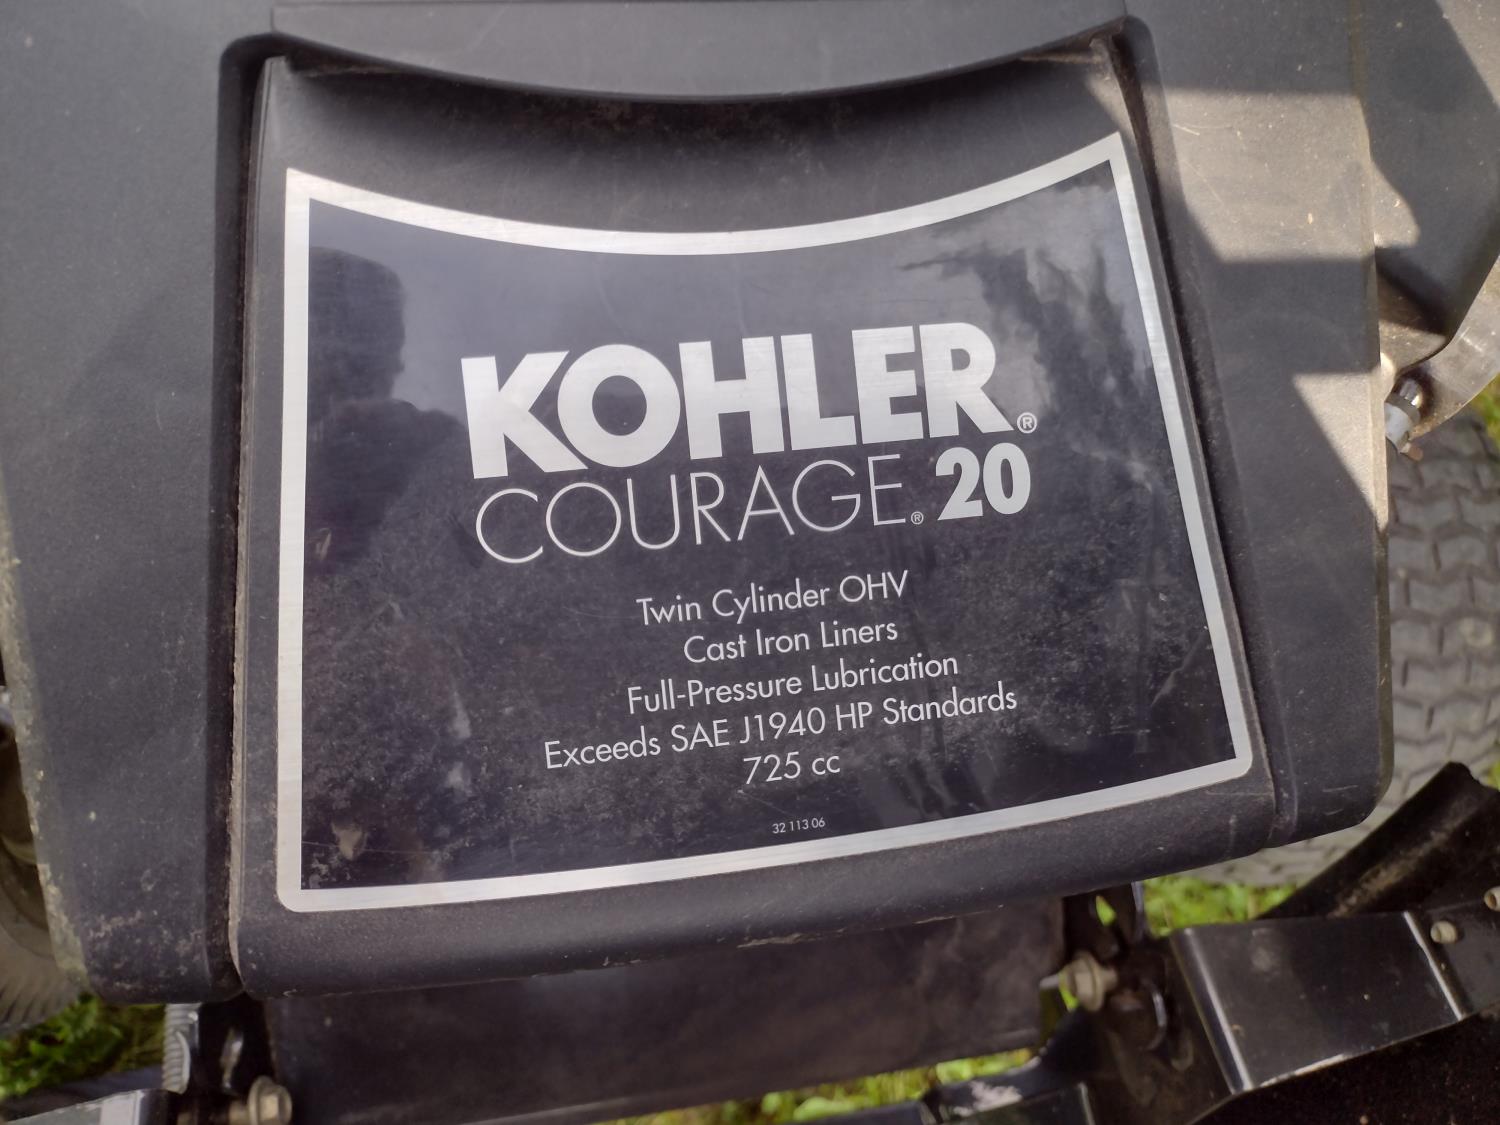 KOHLER®
COURAGE® 20
Twin Cylinder OHV
Cast Iron Liners
Full-Pressure Lubrication
Exceeds SAE J1940 HP Standards
725 cc
32 113 06